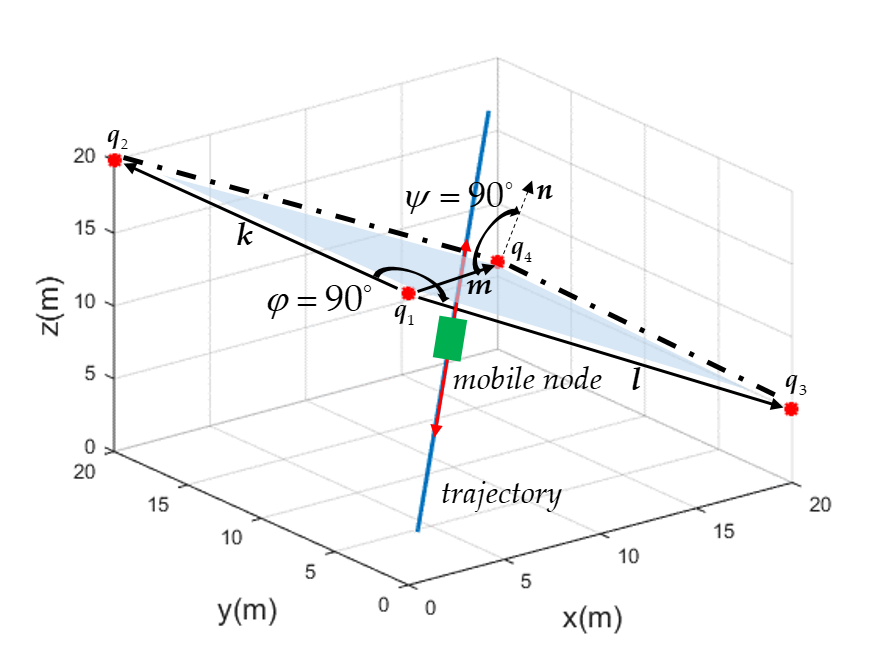 q₂
20
15
10
5
0
z(m)
k
ψ = 90°
n
q₄
m
φ = 90°
q₁
mobile node
l
q₃
trajectory
20
15
10
5
0
y(m)
0
5
10
15
20
x(m)